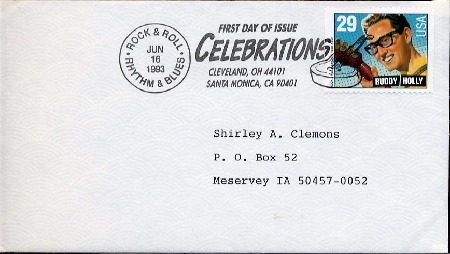 ROCK & ROLL
RHYTHM & BLUES
JUN
16
1993
FIRST DAY OF ISSUE
CELEBRATIONS
CLEVELAND, OH 44101
SANTA MONICA, CA 90401
29
USA
BUDDY HOLLY
Shirley A. Clemons
P. O. Box 52
Meservey IA 50457-0052